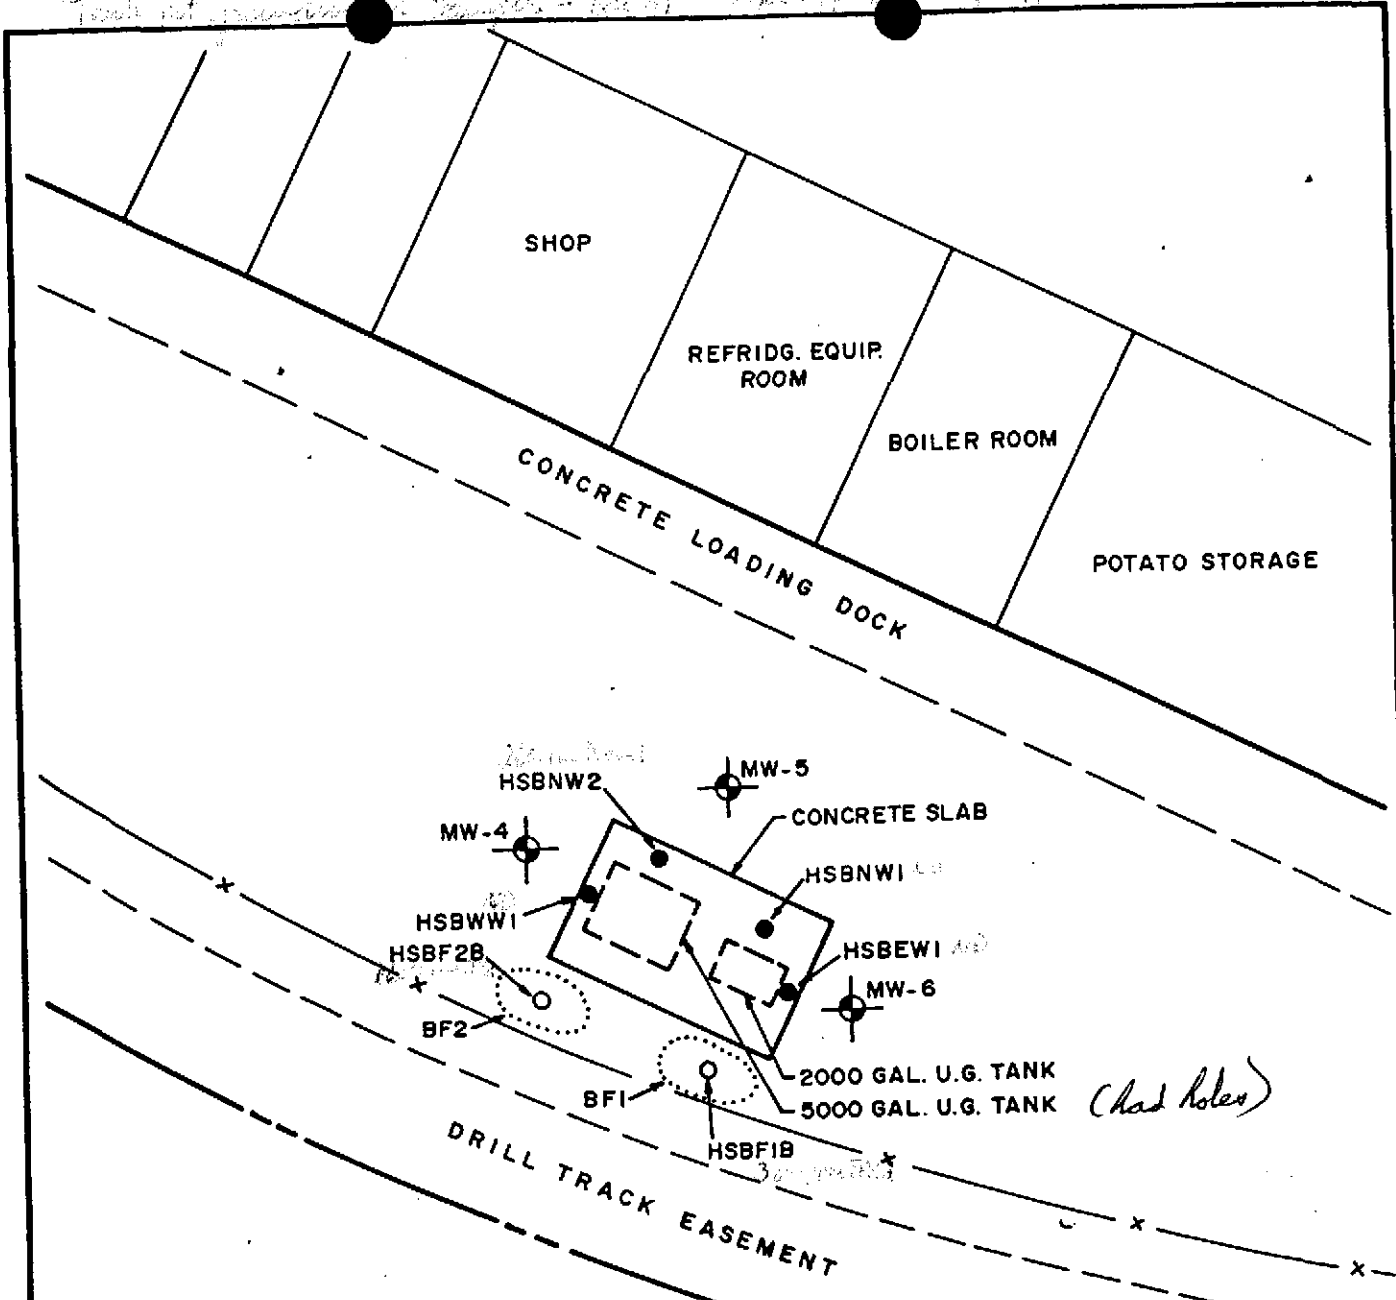 SHOP
REFRIDG. EQUIP.
ROOM
BOILER ROOM
CONCRETE LOADING DOCK
POTATO STORAGE
HSBNW2
MW-5
CONCRETE SLAB
MW-4
HSBNW1
HSBWW1
HSBEW1
HSBF2B
MW-6
BF2
2000 GAL. U.G. TANK
BF1
5000 GAL. U.G. TANK (had holes)
HSBF1B
DRILL TRACK EASEMENT